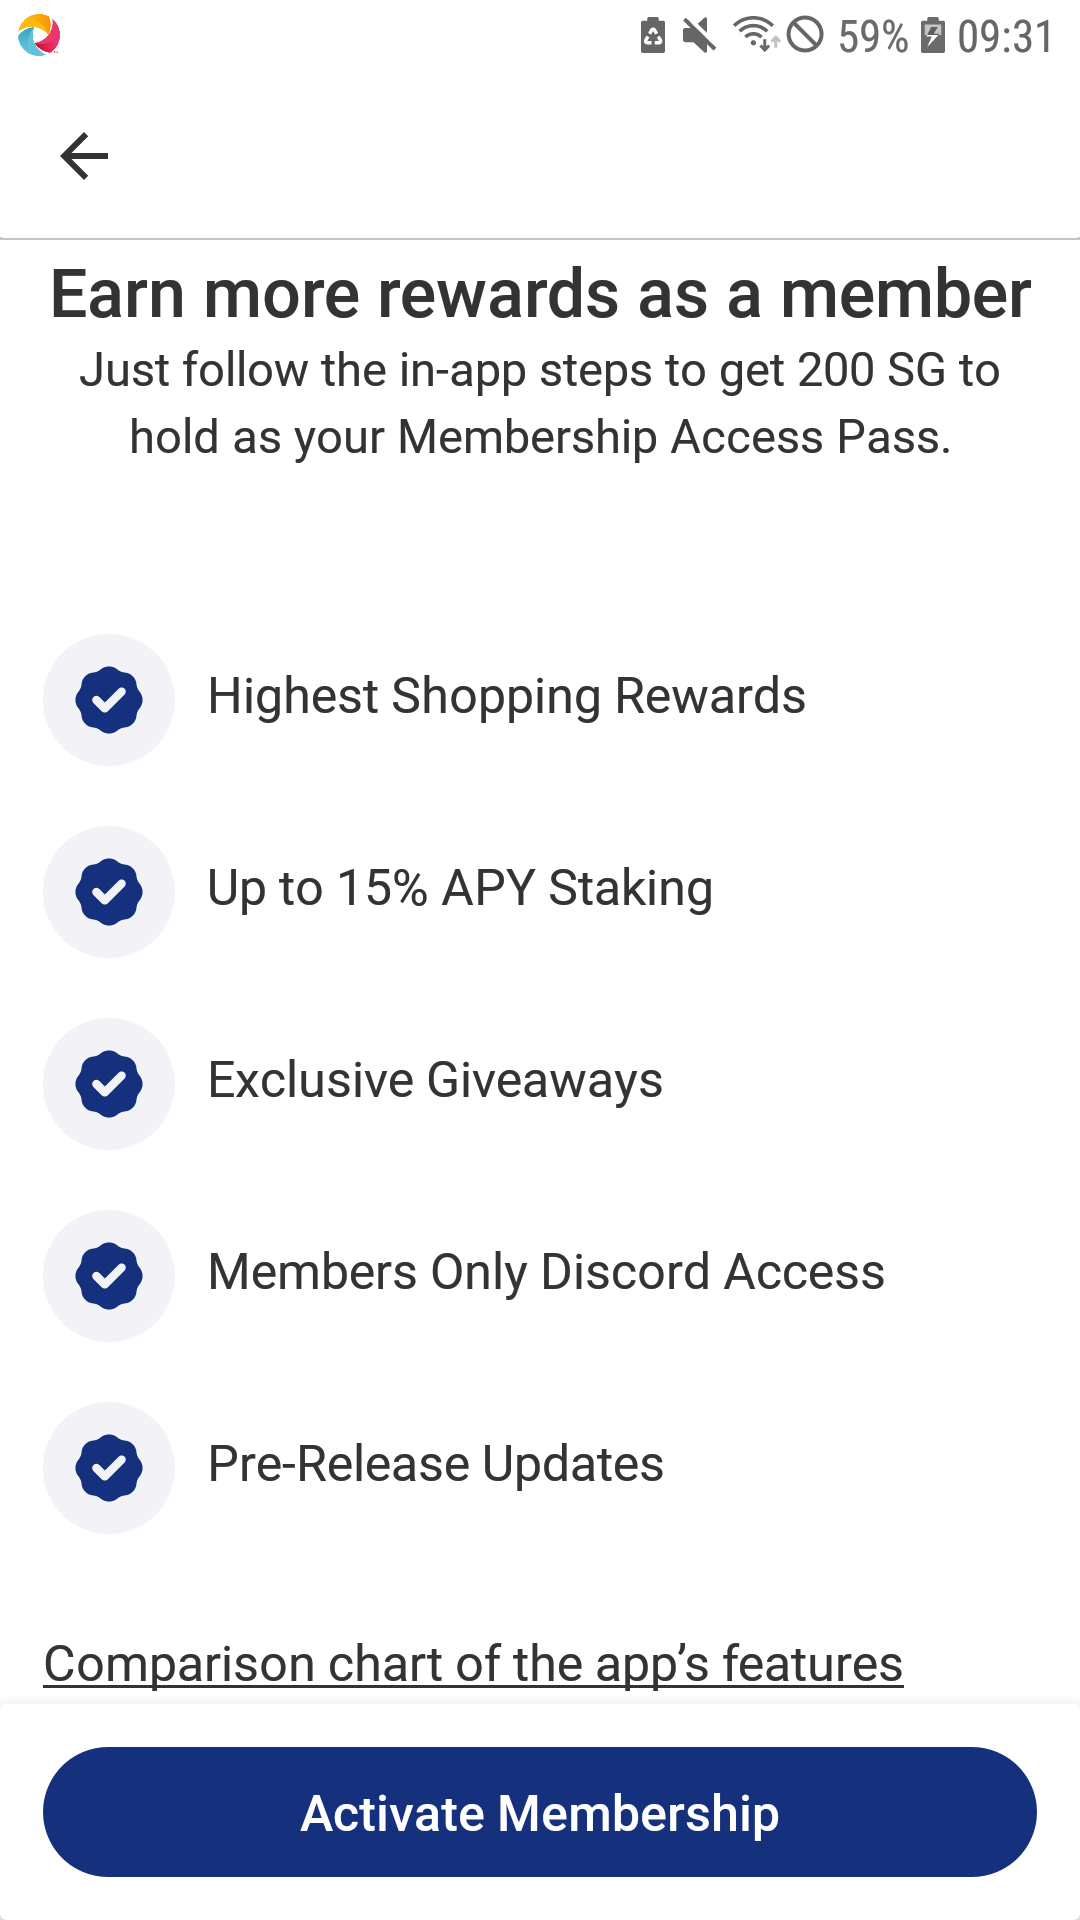 59% 09:31
Earn more rewards as a member
Just follow the in-app steps to get 200 SG to
hold as your Membership Access Pass.
Highest Shopping Rewards
Up to 15% APY Staking
Exclusive Giveaways
Members Only Discord Access
Pre-Release Updates
Comparison chart of the app’s features
Activate Membership